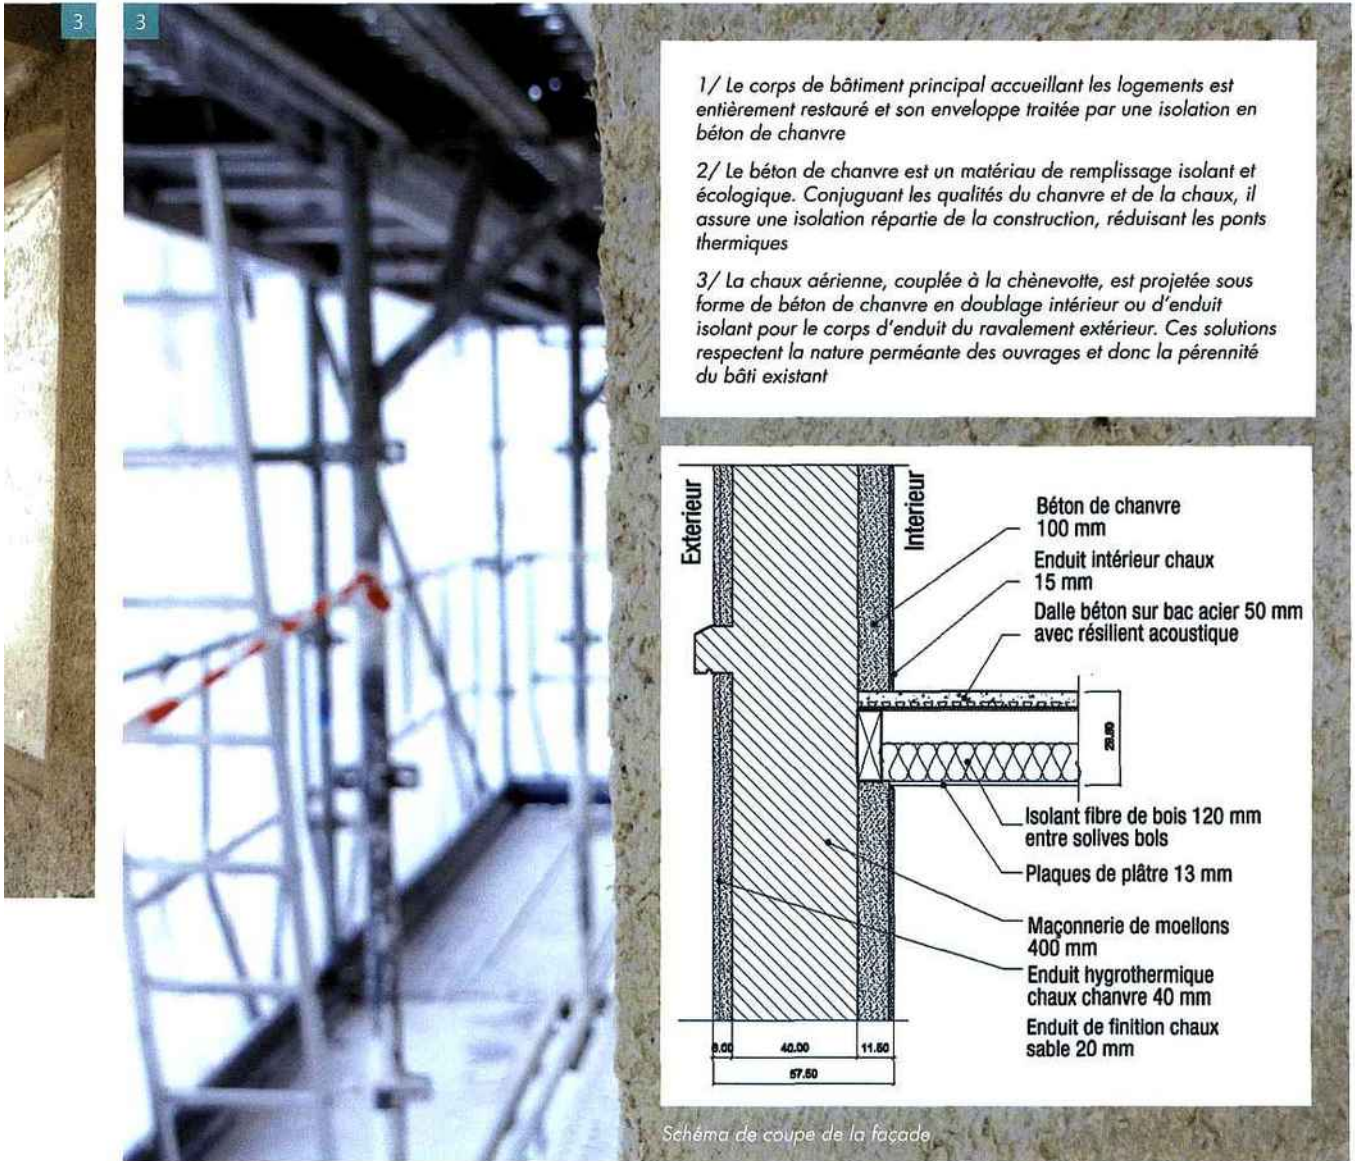 3
3
1/ Le corps de bâtiment principal accueillant les logements est
entièrement restauré et son enveloppe traitée par une isolation en
béton de chanvre
2/ Le béton de chanvre est un matériau de remplissage isolant et
écologique. Conjuguant les qualités du chanvre et de la chaux, il
assure une isolation répartie de la construction, réduisant les ponts
thermiques
3/ La chaux aérienne, couplée à la chènevotte, est projetée sous
forme de béton de chanvre en doublage intérieur ou d'enduit
isolant pour le corps d'enduit du ravalement extérieur. Ces solutions
respectent la nature perméante des ouvrages et donc la pérennité
du bâti existant
Exterieur
Interieur
Béton de chanvre
100 mm
Enduit intérieur chaux
15 mm
Dalle béton sur bac acier 50 mm
avec résilient acoustique
Isolant fibre de bois 120 mm
entre solives bois
Plaques de plâtre 13 mm
Maçonnerie de moellons
400 mm
Enduit hygrothermique
chaux chanvre 40 mm
Enduit de finition chaux
sable 20 mm
6.00
40.00
11.50
57.50
Schéma de coupe de la façade